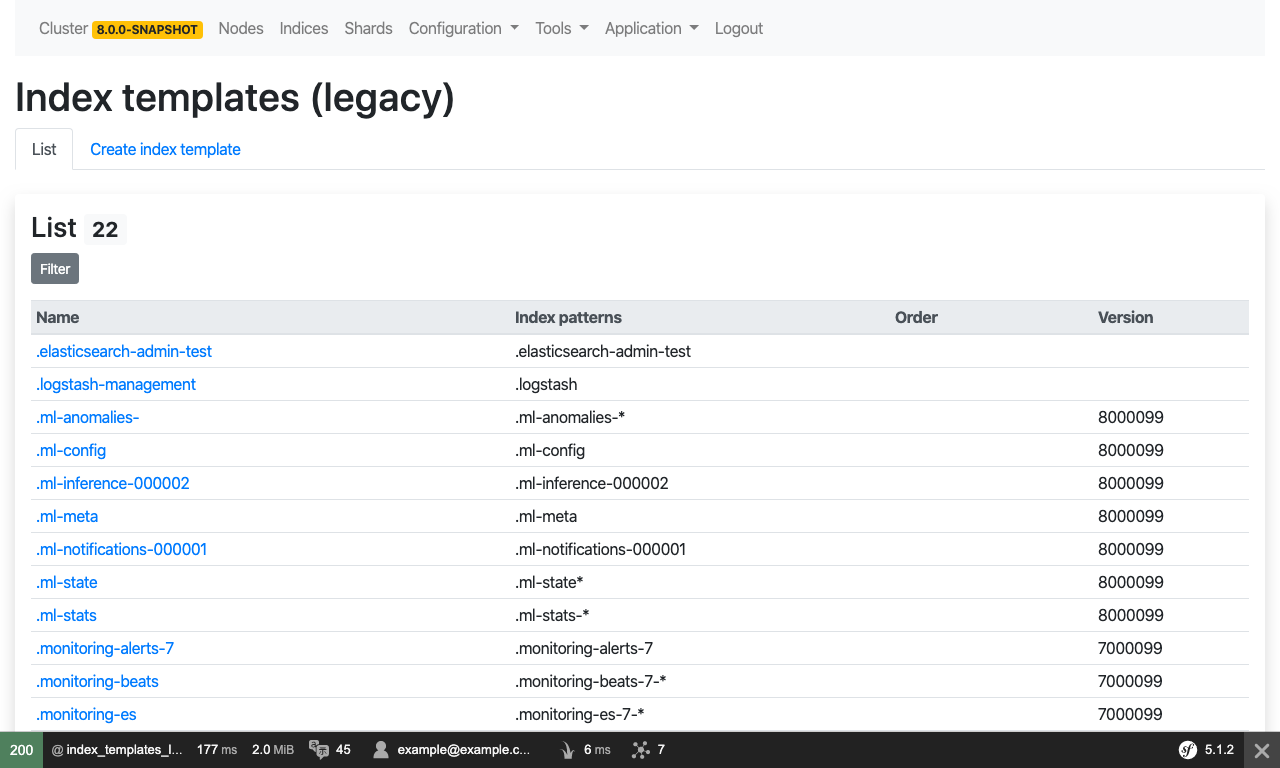 Cluster 8.0.0-SNAPSHOT Nodes Indices Shards Configuration Tools Application Logout
Index templates (legacy)
List Create index template
List 22
Filter
Name Index patterns Order Version
.elasticsearch-admin-test .elasticsearch-admin-test
.logstash-management .logstash
.ml-anomalies- .ml-anomalies-* 8000099
.ml-config .ml-config 8000099
.ml-inference-000002 .ml-inference-000002 8000099
.ml-meta .ml-meta 8000099
.ml-notifications-000001 .ml-notifications-000001 8000099
.ml-state .ml-state* 8000099
.ml-stats .ml-stats-* 8000099
.monitoring-alerts-7 .monitoring-alerts-7 7000099
.monitoring-beats .monitoring-beats-7-* 7000099
.monitoring-es .monitoring-es-7-* 7000099
200 @ index_templates_l... 177 ms 2.0 MiB 45 example@example.c... 6 ms 7 sf 5.1.2